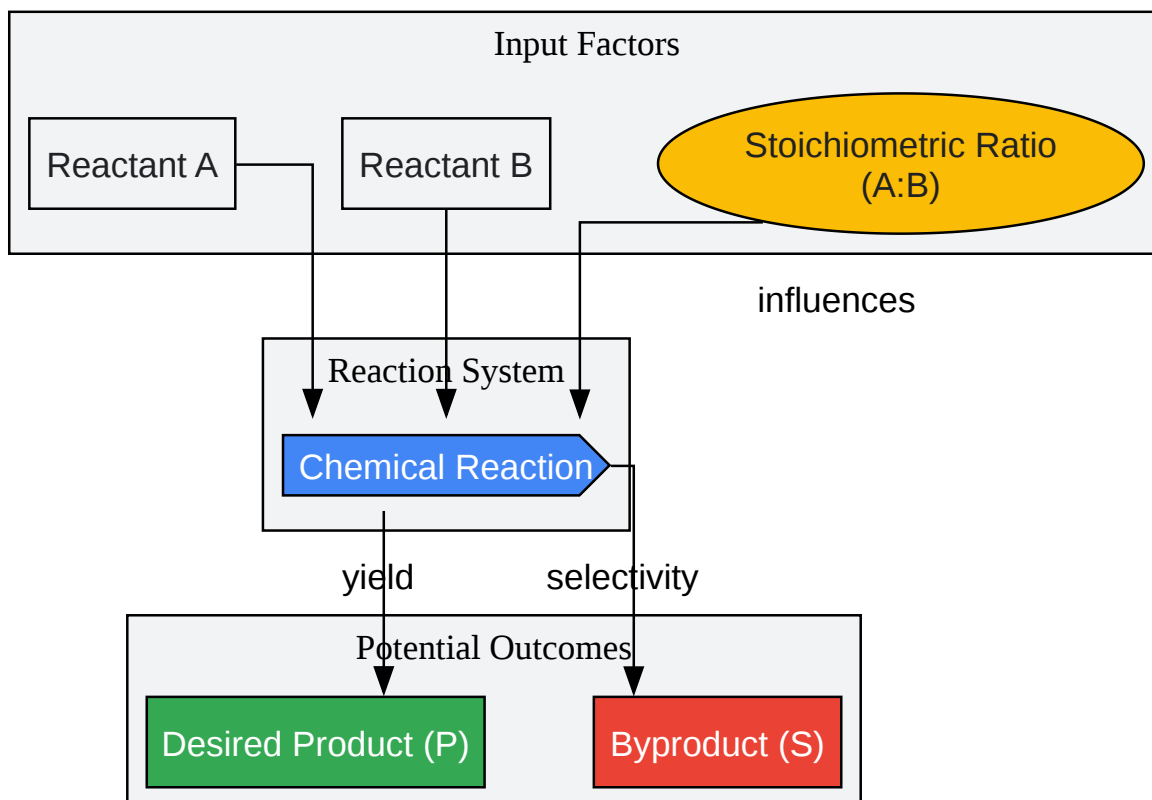 Input Factors
Reactant A
Reactant B
Stoichiometric Ratio
(A:B)
influences
Reaction System
Chemical Reaction
yield
selectivity
Potential Outcomes
Desired Product (P)
Byproduct (S)